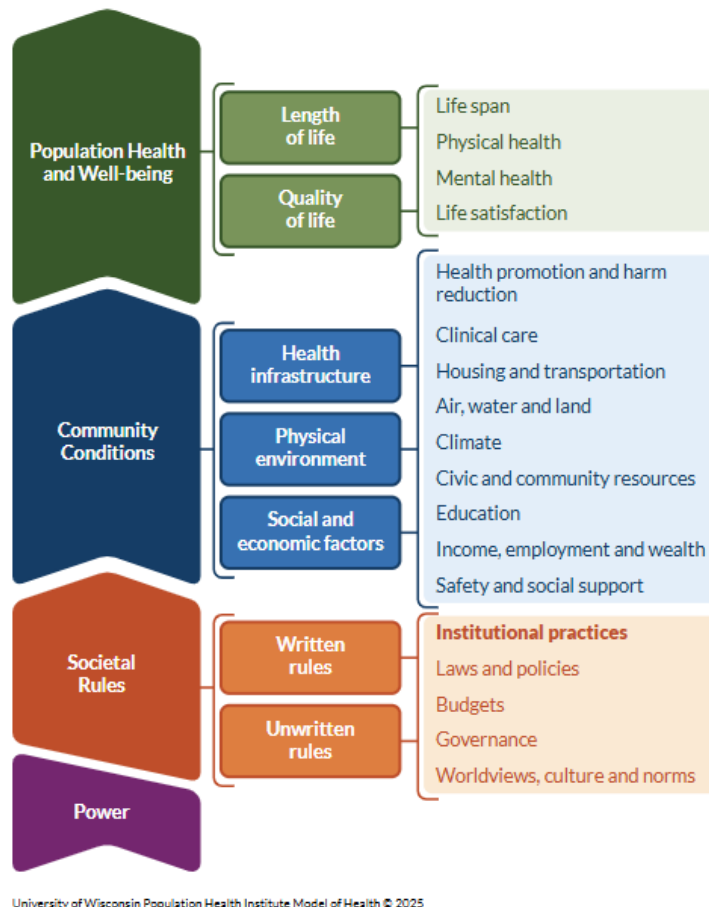 Population Health
and Well-being
Length
of life
Quality
of life
Life span
Physical health
Mental health
Life satisfaction
Community
Conditions
Health
infrastructure
Physical
environment
Social and
economic factors
Health promotion and harm
reduction
Clinical care
Housing and transportation
Air, water and land
Climate
Civic and community resources
Education
Income, employment and wealth
Safety and social support
Societal
Rules
Written
rules
Unwritten
rules
Institutional practices
Laws and policies
Budgets
Governance
Worldviews, culture and norms
Power
University of Wisconsin Population Health Institute Model of Health © 2025